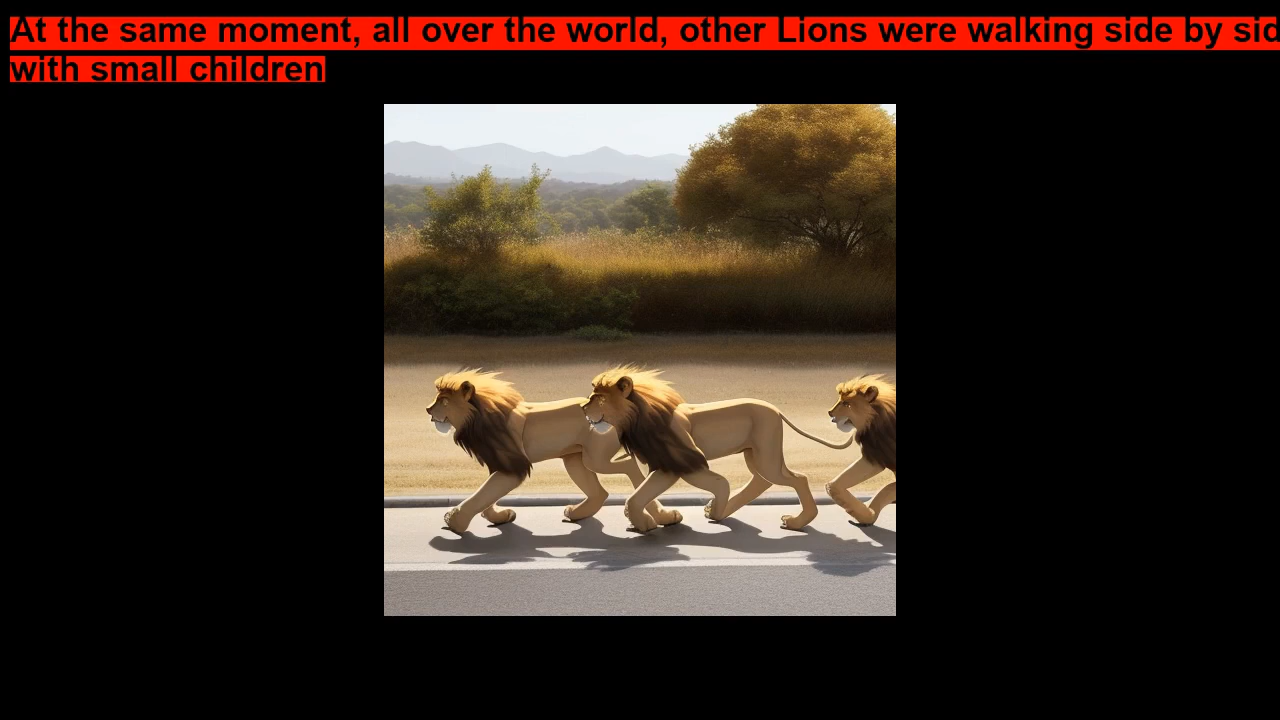 At the same moment, all over the world, other Lions were walking side by sid
with small children